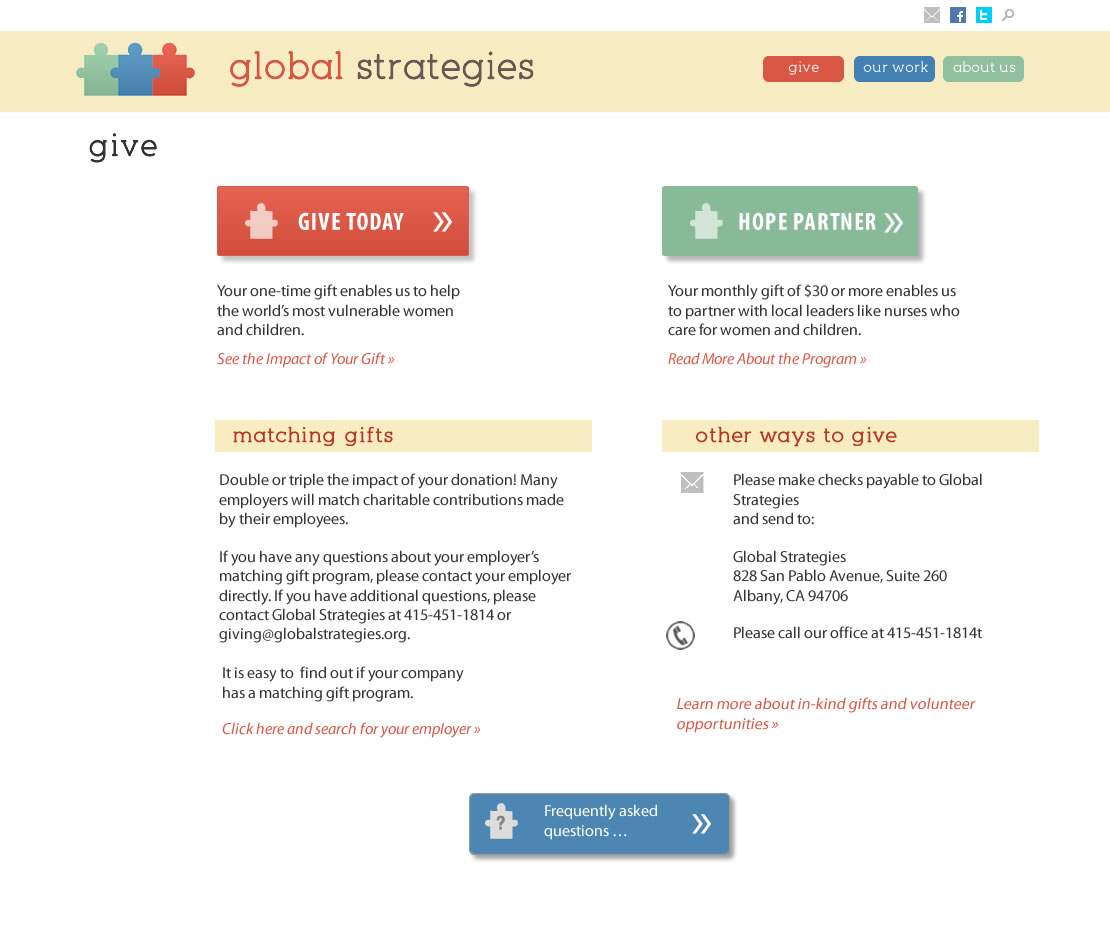 global strategies
give
our work
about us
give
GIVE TODAY »
HOPE PARTNER »
Your one-time gift enables us to help
the world’s most vulnerable women
and children.
See the Impact of Your Gift »
Your monthly gift of $30 or more enables us
to partner with local leaders like nurses who
care for women and children.
Read More About the Program »
matching gifts
Double or triple the impact of your donation! Many
employers will match charitable contributions made
by their employees.
If you have any questions about your employer’s
matching gift program, please contact your employer
directly. If you have additional questions, please
contact Global Strategies at 415-451-1814 or
giving@globalstrategies.org.
It is easy to  find out if your company
has a matching gift program.
Click here and search for your employer »
other ways to give
Please make checks payable to Global
Strategies
and send to:
Global Strategies
828 San Pablo Avenue, Suite 260
Albany, CA 94706
Please call our office at 415-451-1814t
Learn more about in-kind gifts and volunteer
opportunities »
?
Frequently asked
questions … »